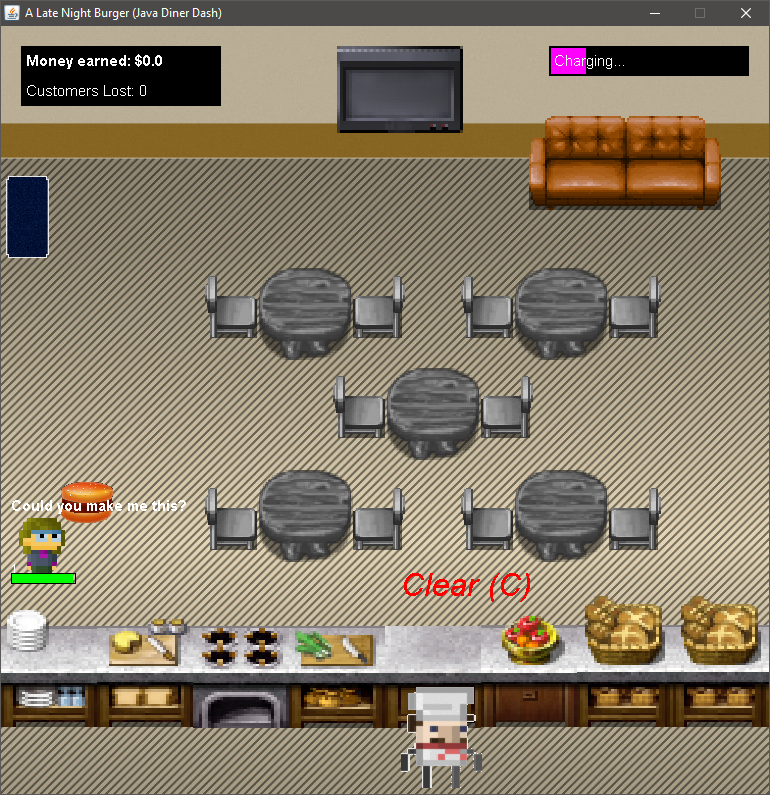 A Late Night Burger (Java Diner Dash)
Money earned: $0.0
Customers Lost: 0
Charging...
Could you make me this?
Clear (C)